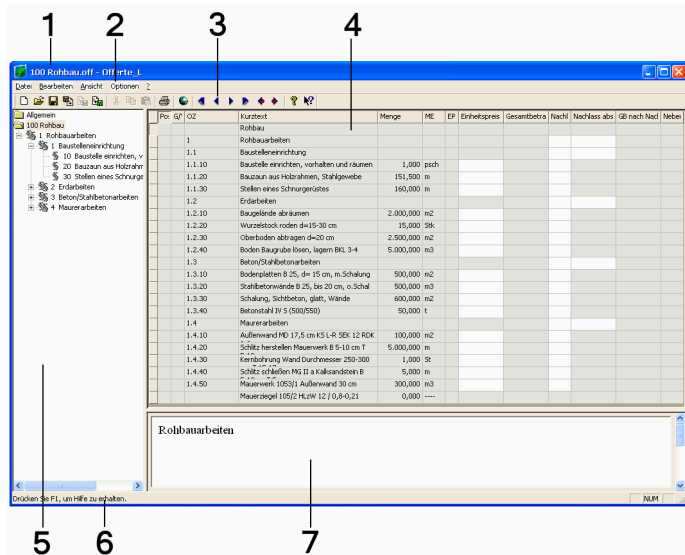 1 2 3 4
100 Rohbau.off - Offerte_L
Datei Bearbeiten Ansicht Optionen ?
Allgemein
100 Rohbau
1 Rohbauarbeiten
1 Baustelleneinrichtung
10 Baustelle einrichten, v
20 Bauzaun aus Holzrahm
30 Stellen eines Schnurge
2 Erdarbeiten
3 Beton/Stahlbetonarbeiten
4 Maurerarbeiten
Pos G/ OZ Kurztext Menge ME EP Einheitspreis Gesamtbetra Nachl Nachlass abs GB nach Nacl Neber
Rohbau
1 Rohbauarbeiten
1.1 Baustelleneinrichtung
1.1.10 Baustelle einrichten, vorhalten und räumen 1,000 psch
1.1.20 Bauzaun aus Holzrahmen, Stahlgewebe 151,500 m
1.1.30 Stellen eines Schnurgerüstes 160,000 m
1.2 Erdarbeiten
1.2.10 Baugelände abräumen 2.000,000 m2
1.2.20 Wurzelstock roden d=15-30 cm 15,000 Stk
1.2.30 Oberboden abtragen d=20 cm 2.500,000 m2
1.2.40 Boden Baugrube lösen, lagern BKL 3-4 5.000,000 m3
1.3 Beton/Stahlbetonarbeiten
1.3.10 Bodenplatten B 25, d= 15 cm, m.Schalung 500,000 m2
1.3.20 Stahlbetonwände B 25, bis 20 cm, o.Schal 500,000 m3
1.3.30 Schalung, Sichtbeton, glatt, Wände 600,000 m2
1.3.40 Betonstahl IV S (500/550) 50,000 t
1.4 Maurerarbeiten
1.4.10 Außenwand MD 17,5 cm KS L-R SEK 12 RDK 100,000 m2
1.4.20 Schlitz herstellen Mauerwerk B 5-10 cm T 5.000,000 m
1.4.30 Kernbohrung Wand Durchmesser 250-300 1,000 St
1.4.40 Schlitz schließen MG II a Kalksandstein B 5,000 m
1.4.50 Mauerwerk 1053/1 Außenwand 30 cm 300,000 m3
Mauerziegel 105/2 HLzW 12 / 0,8-0,21 0,000 ----
Rohbauarbeiten
Drücken Sie F1, um Hilfe zu erhalten. NUM
5 6 7